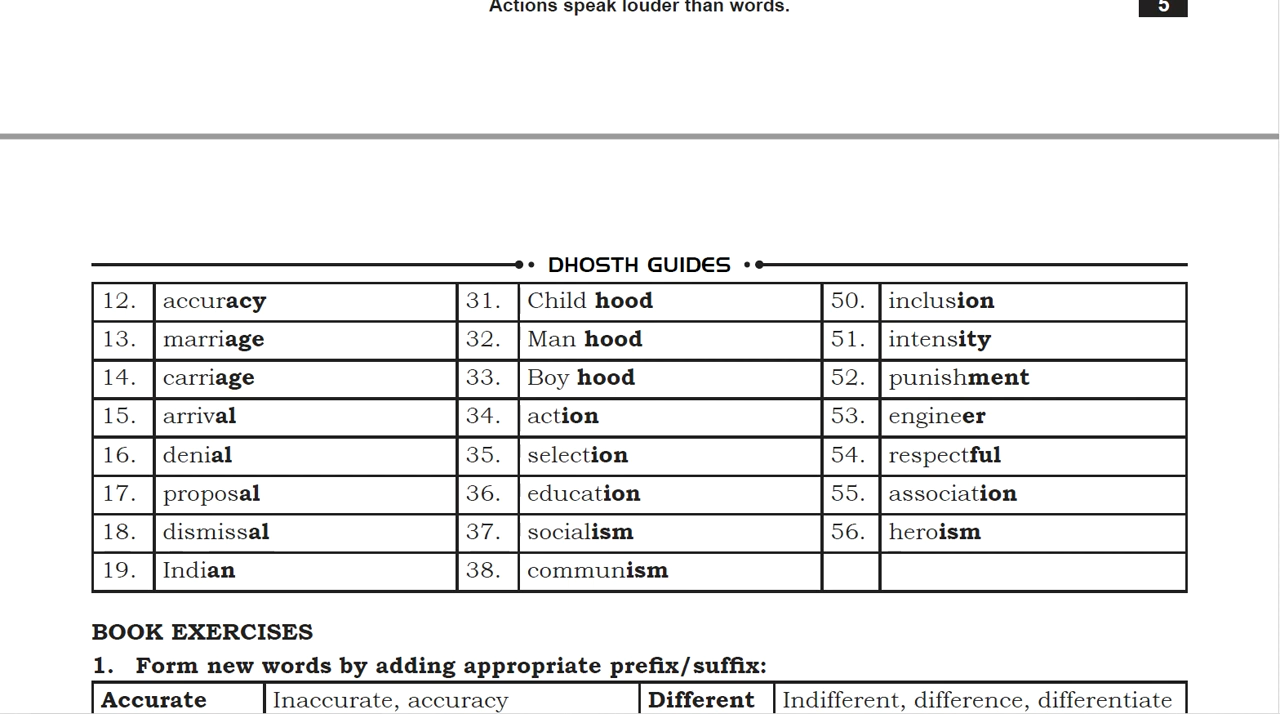 Actions speak louder than words. 5
DHOSTH GUIDES
12. accuracy 31. Child hood 50. inclusion
13. marriage 32. Man hood 51. intensity
14. carriage 33. Boy hood 52. punishment
15. arrival 34. action 53. engineer
16. denial 35. selection 54. respectful
17. proposal 36. education 55. association
18. dismissal 37. socialism 56. heroism
19. Indian 38. communism
BOOK EXERCISES
1. Form new words by adding appropriate prefix/suffix:
Accurate Inaccurate, accuracy Different Indifferent, difference, differentiate